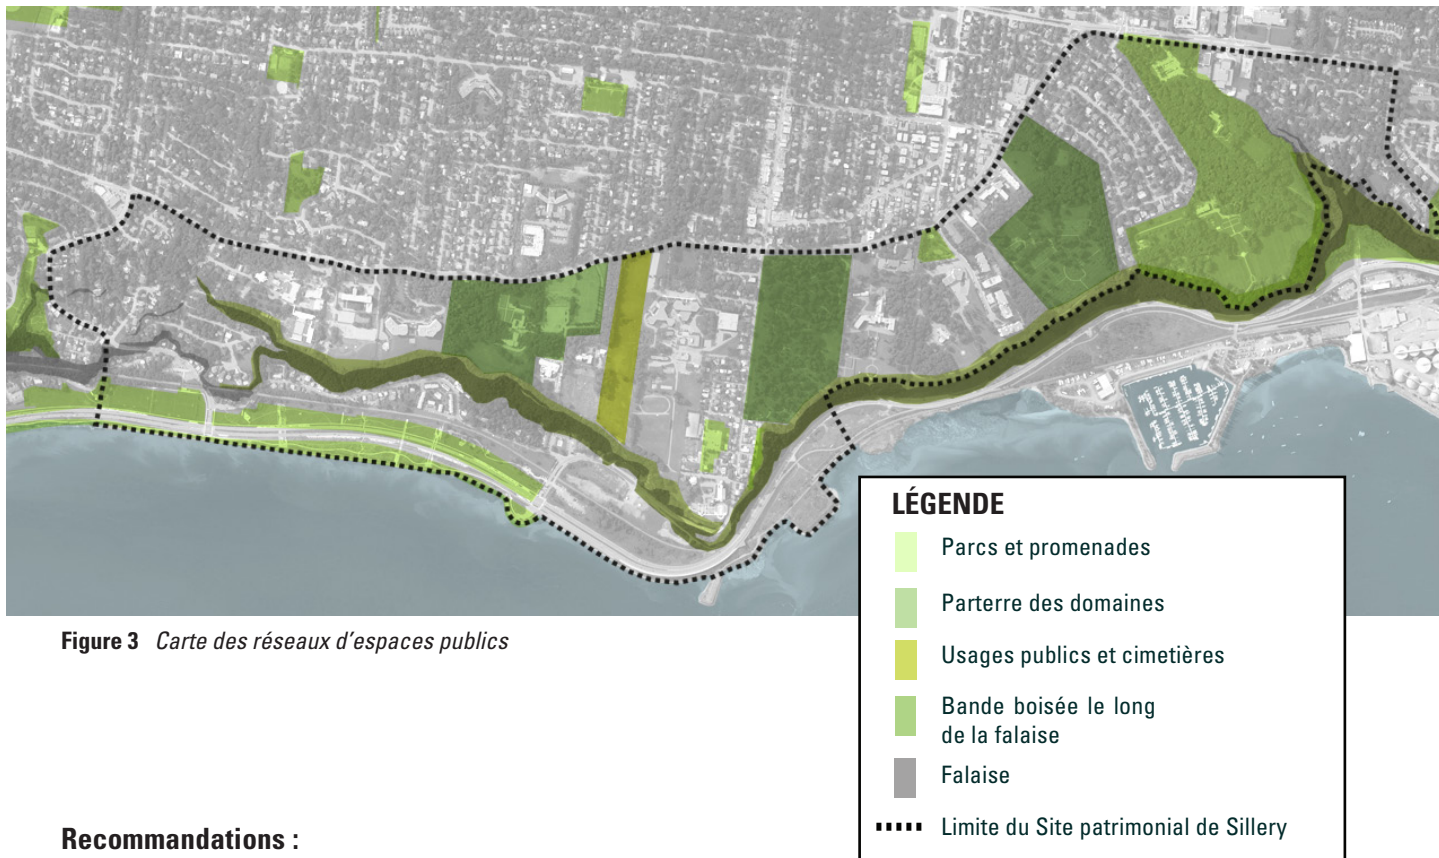 LÉGENDE
Parcs et promenades
Parterre des domaines
Usages publics et cimetières
Bande boisée le long
de la falaise
Falaise
Limite du Site patrimonial de Sillery
Figure 3 Carte des réseaux d'espaces publics
Recommandations :